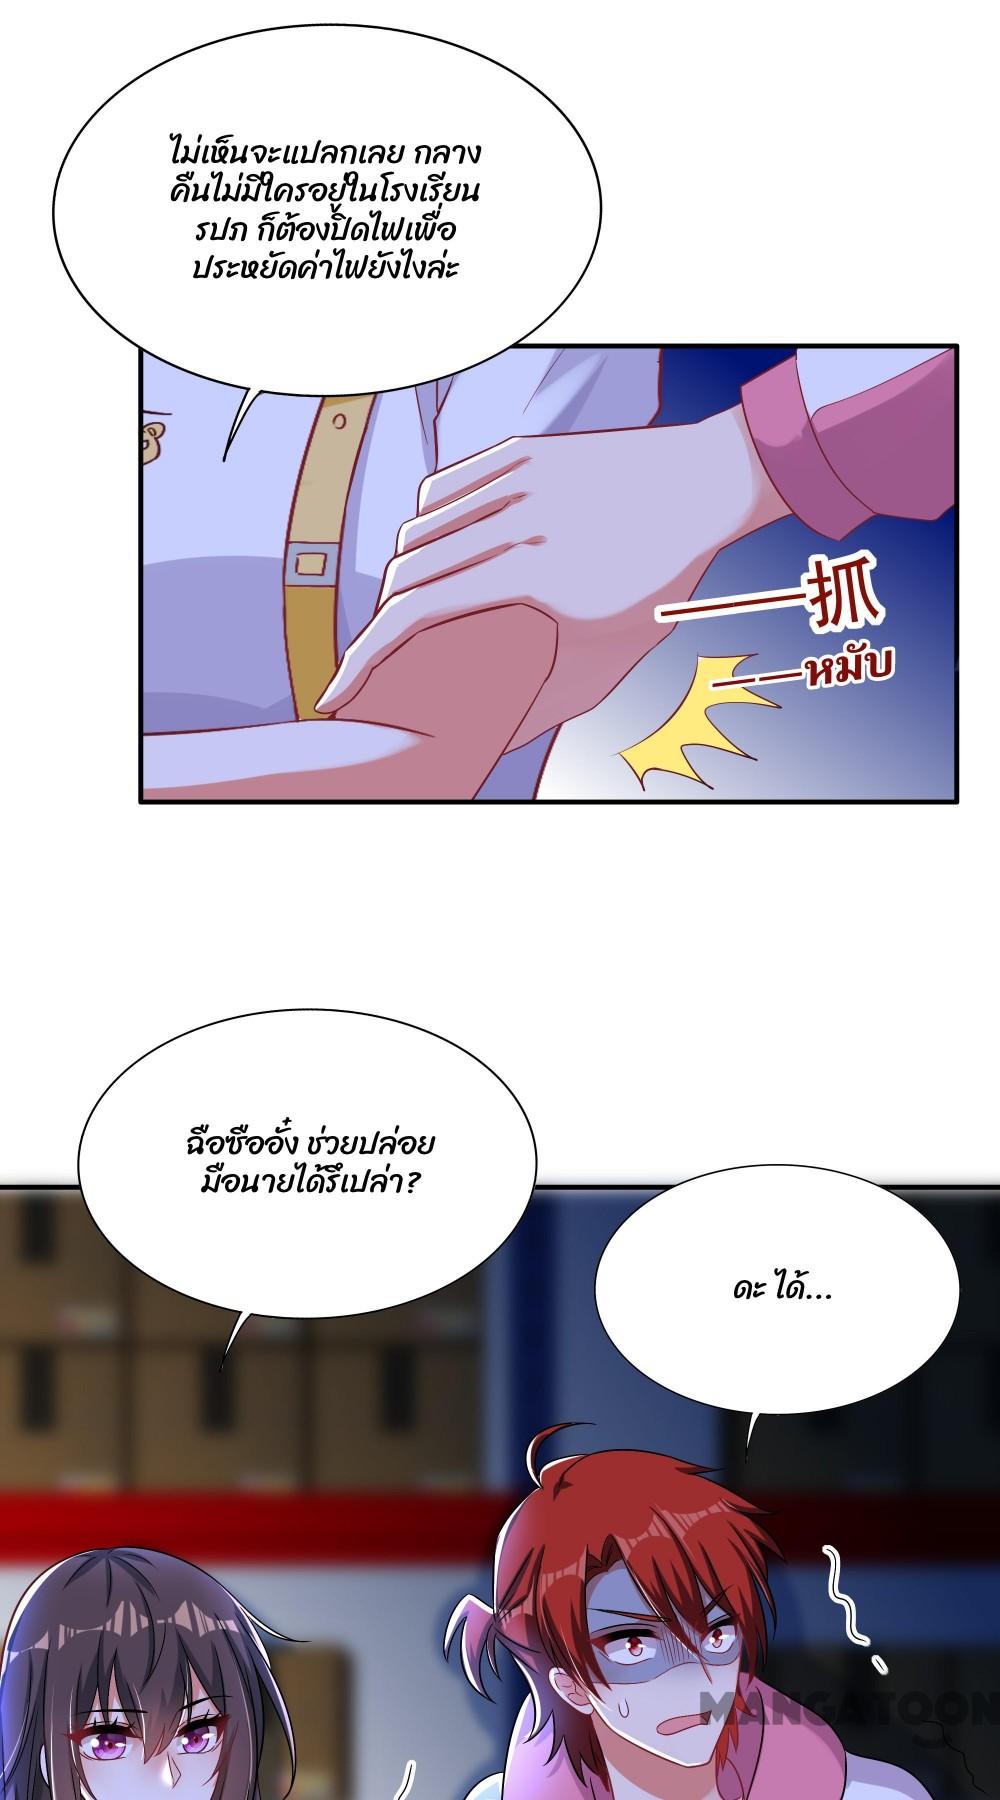 ไม่เห็นจะแปลกเลย กลาง
คืนไม่มีใครอยู่ในโรงเรียน
รปภ ก็ต้องปิดไฟเพื่อ
ประหยัดค่าไฟยังไงล่ะ
——抓
——หมับ
ฉือซืออั๋ง ช่วยปล่อย
มือนายได้รึเปล่า?
ดะ ได้...
MANGATOON